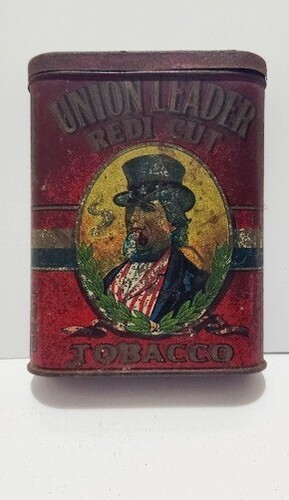 UNION LEADER
REDI CUT
TOBACCO